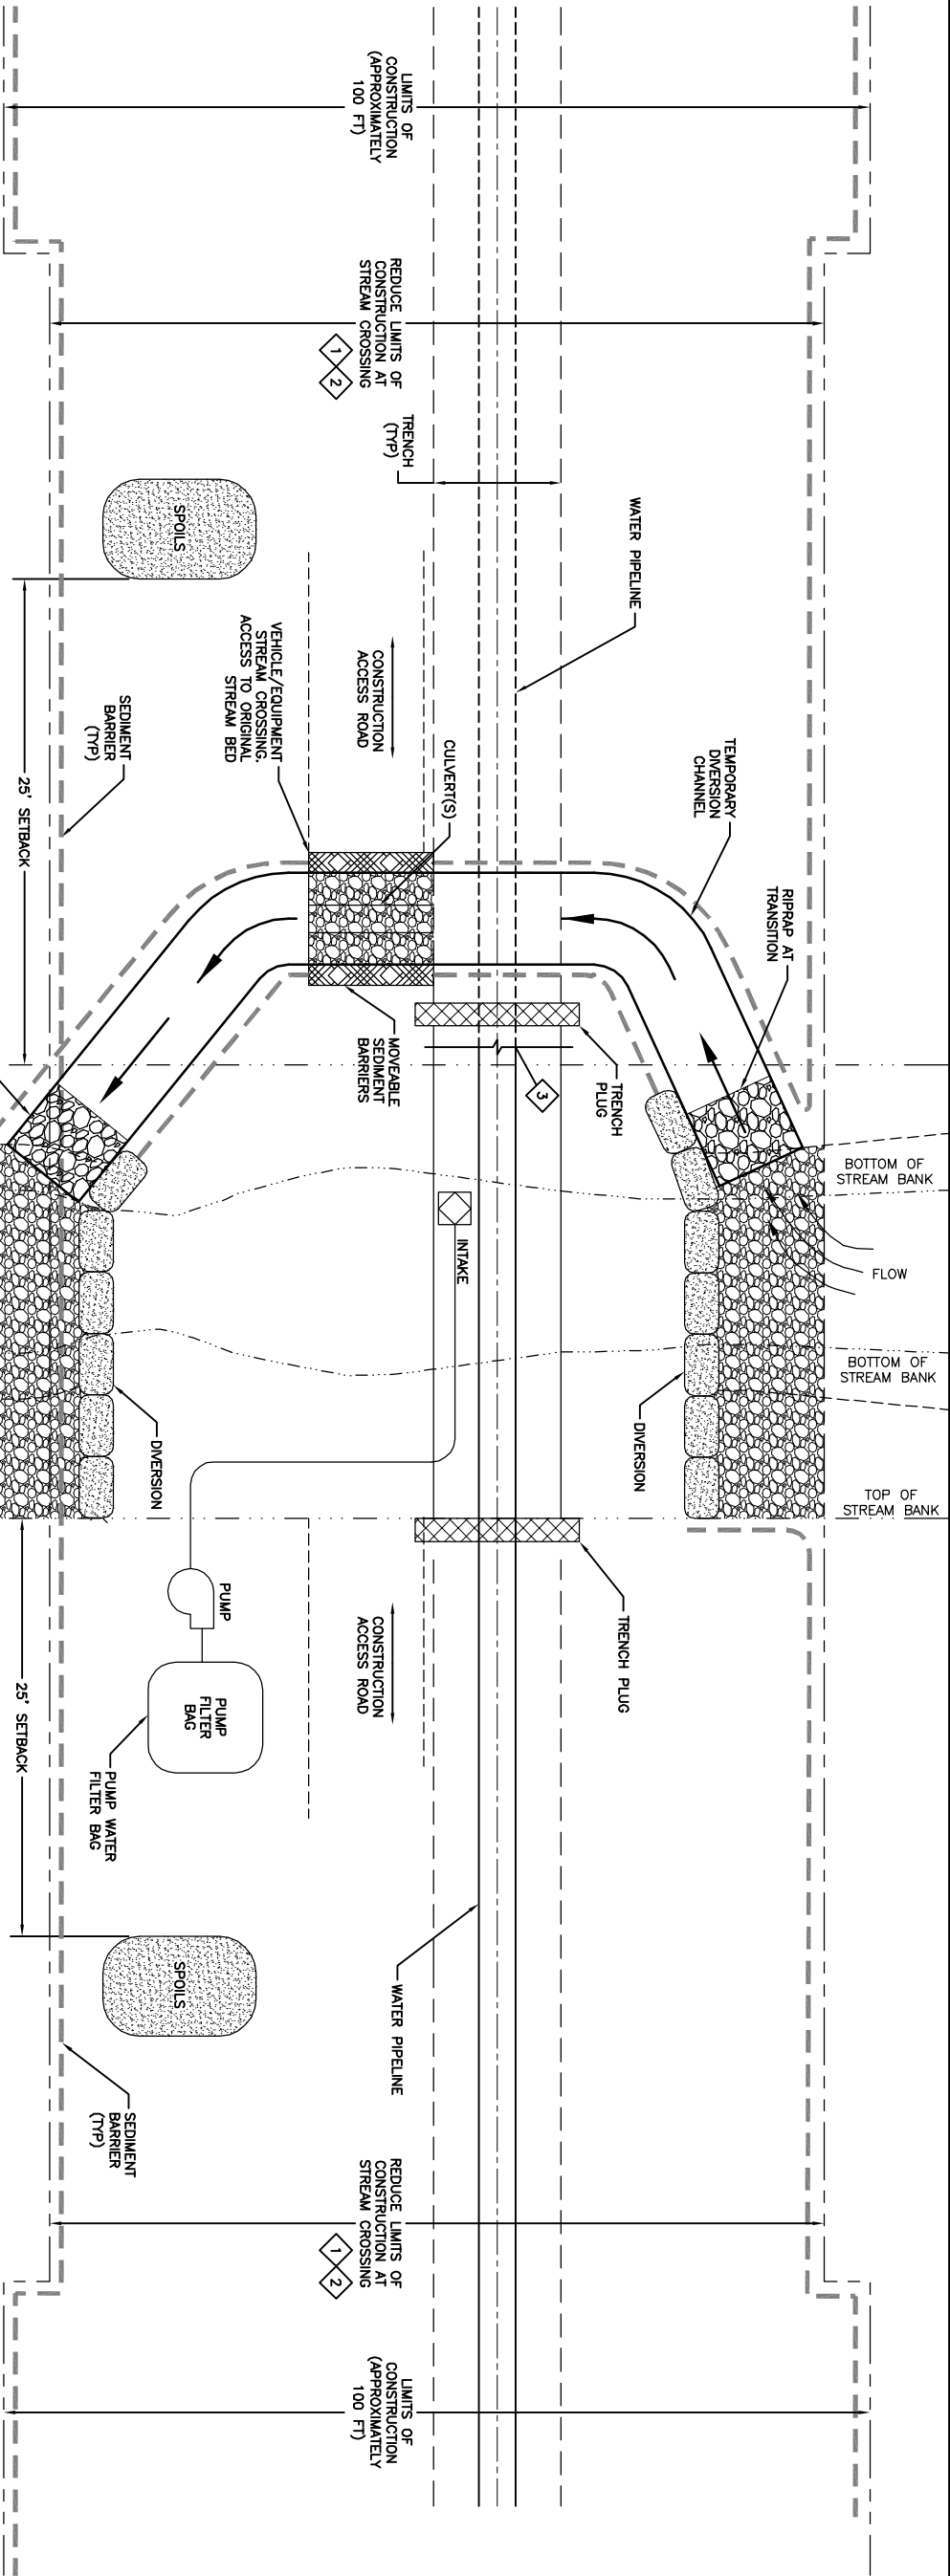 LIMITS OF
CONSTRUCTION
(APPROXIMATELY
100 FT)
REDUCE LIMITS OF
CONSTRUCTION AT
STREAM CROSSING
1
2
TRENCH
(TYP)
WATER PIPELINE
SPOILS
VEHICLE/EQUIPMENT
STREAM CROSSING.
ACCESS TO ORIGINAL
STREAM BED
CONSTRUCTION
ACCESS ROAD
SEDIMENT
BARRIER
(TYP)
25' SETBACK
CULVERT(S)
TEMPORARY
DIVERSION
CHANNEL
RIPRAP AT
TRANSITION
MOVEABLE
SEDIMENT
BARRIERS
TRENCH
PLUG
3
BOTTOM OF
STREAM BANK
FLOW
INTAKE
BOTTOM OF
STREAM BANK
DIVERSION
DIVERSION
TOP OF
STREAM BANK
PUMP
PUMP
FILTER
BAG
PUMP WATER
FILTER BAG
CONSTRUCTION
ACCESS ROAD
TRENCH PLUG
25' SETBACK
SPOILS
WATER PIPELINE
SEDIMENT
BARRIER
(TYP)
REDUCE LIMITS OF
CONSTRUCTION AT
STREAM CROSSING
1
2
LIMITS OF
CONSTRUCTION
(APPROXIMATELY
100 FT)